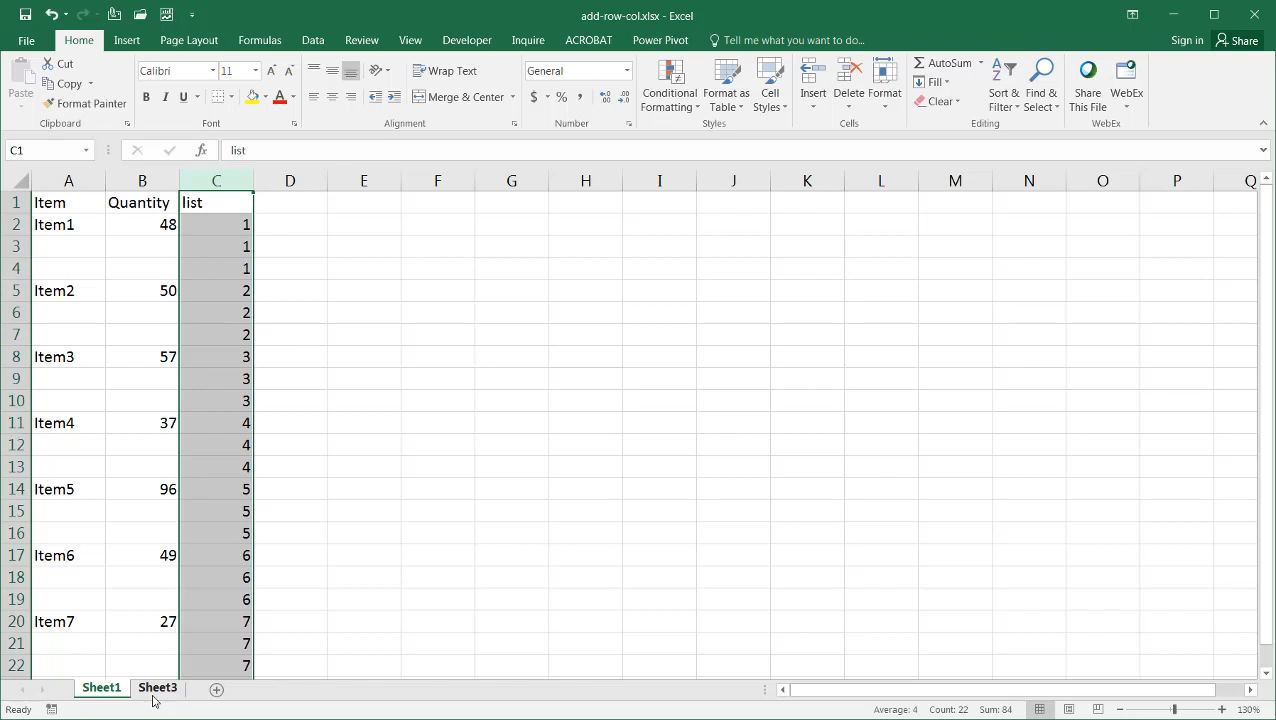 add-row-col.xlsx - Excel
File Home Insert Page Layout Formulas Data Review View Developer Inquire ACROBAT Power Pivot Tell me what you want to do... Sign in Share
Paste Cut Copy Format Painter
Clipboard
Calibri 11
B I U A
Font
Wrap Text
Merge & Center
Alignment
General
$ % ,
Number
Conditional Formatting Format as Table Cell Styles
Styles
Insert Delete Format
Cells
AutoSum Fill Clear Sort & Filter Find & Select
Editing
Share This File WebEx
WebEx
C1 fx list
A B C D E F G H I J K L M N O P Q
1 Item Quantity list
2 Item1 48 1
3 1
4 1
5 Item2 50 2
6 2
7 2
8 Item3 57 3
9 3
10 3
11 Item4 37 4
12 4
13 4
14 Item5 96 5
15 5
16 5
17 Item6 49 6
18 6
19 6
20 Item7 27 7
21 7
22 7
Sheet1 Sheet3
Ready Average: 4 Count: 22 Sum: 84 130%